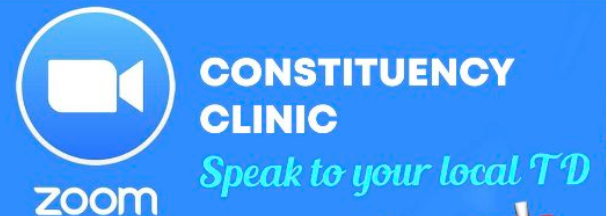 CONSTITUENCY
CLINIC
Speak to your local TD
zoom